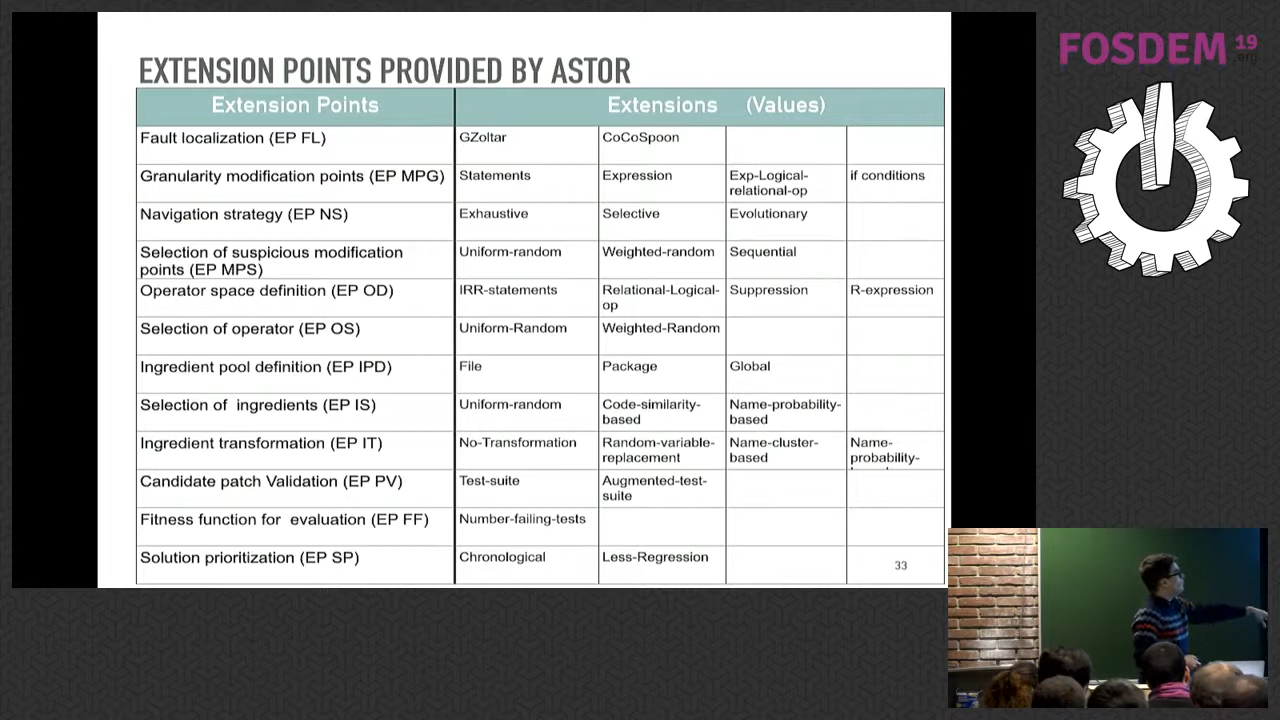 FOSDEM 19
.org
EXTENSION POINTS PROVIDED BY ASTOR
Extension Points Extensions (Values)
Fault localization (EP FL) GZoltar CoCoSpoon
Granularity modification points (EP MPG) Statements Expression Exp-Logical- if conditions
relational-op
Navigation strategy (EP NS) Exhaustive Selective Evolutionary
Selection of suspicious modification Uniform-random Weighted-random Sequential
points (EP MPS)
Operator space definition (EP OD) IRR-statements Relational-Logical- Suppression R-expression
op
Selection of operator (EP OS) Uniform-Random Weighted-Random
Ingredient pool definition (EP IPD) File Package Global
Selection of ingredients (EP IS) Uniform-random Code-similarity- Name-probability-
based based
Ingredient transformation (EP IT) No-Transformation Random-variable- Name-cluster- Name-
replacement based probability-
Candidate patch Validation (EP PV) Test-suite Augmented-test-
suite
Fitness function for evaluation (EP FF) Number-failing-tests
Solution prioritization (EP SP) Chronological Less-Regression
33